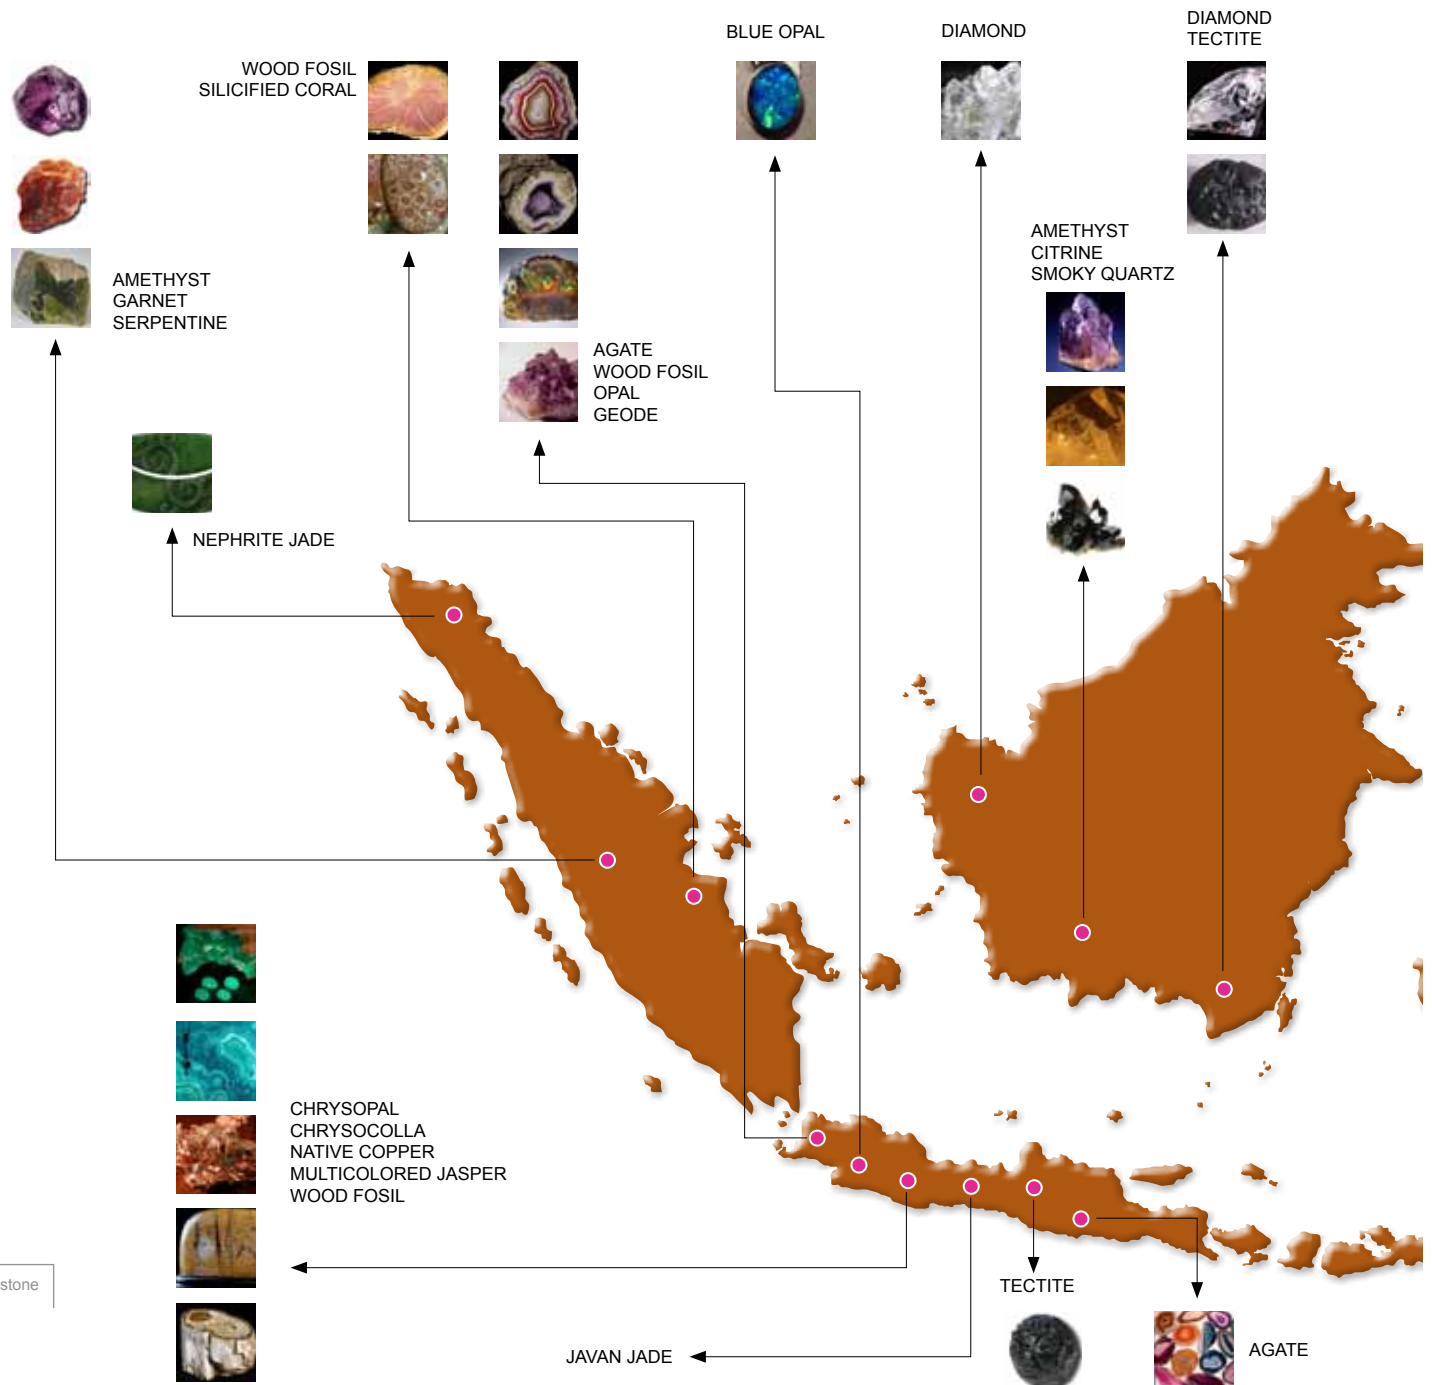 BLUE OPAL
DIAMOND
DIAMOND
TECTITE
WOOD FOSIL
SILICIFIED CORAL
AMETHYST
CITRINE
SMOKY QUARTZ
AMETHYST
GARNET
SERPENTINE
AGATE
WOOD FOSIL
OPAL
GEODE
NEPHRITE JADE
CHRYSOPAL
CHRYSOCOLLA
NATIVE COPPER
MULTICOLORED JASPER
WOOD FOSIL
stone
TECTITE
JAVAN JADE
AGATE